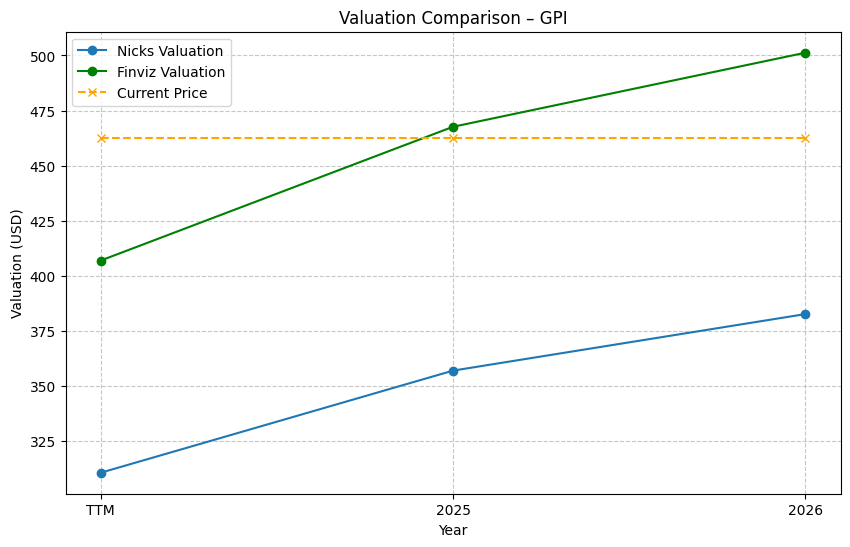 Valuation Comparison – GPI
Nicks Valuation
Finviz Valuation
Current Price
Valuation (USD)
500
475
450
425
400
375
350
325
TTM
2025
2026
Year